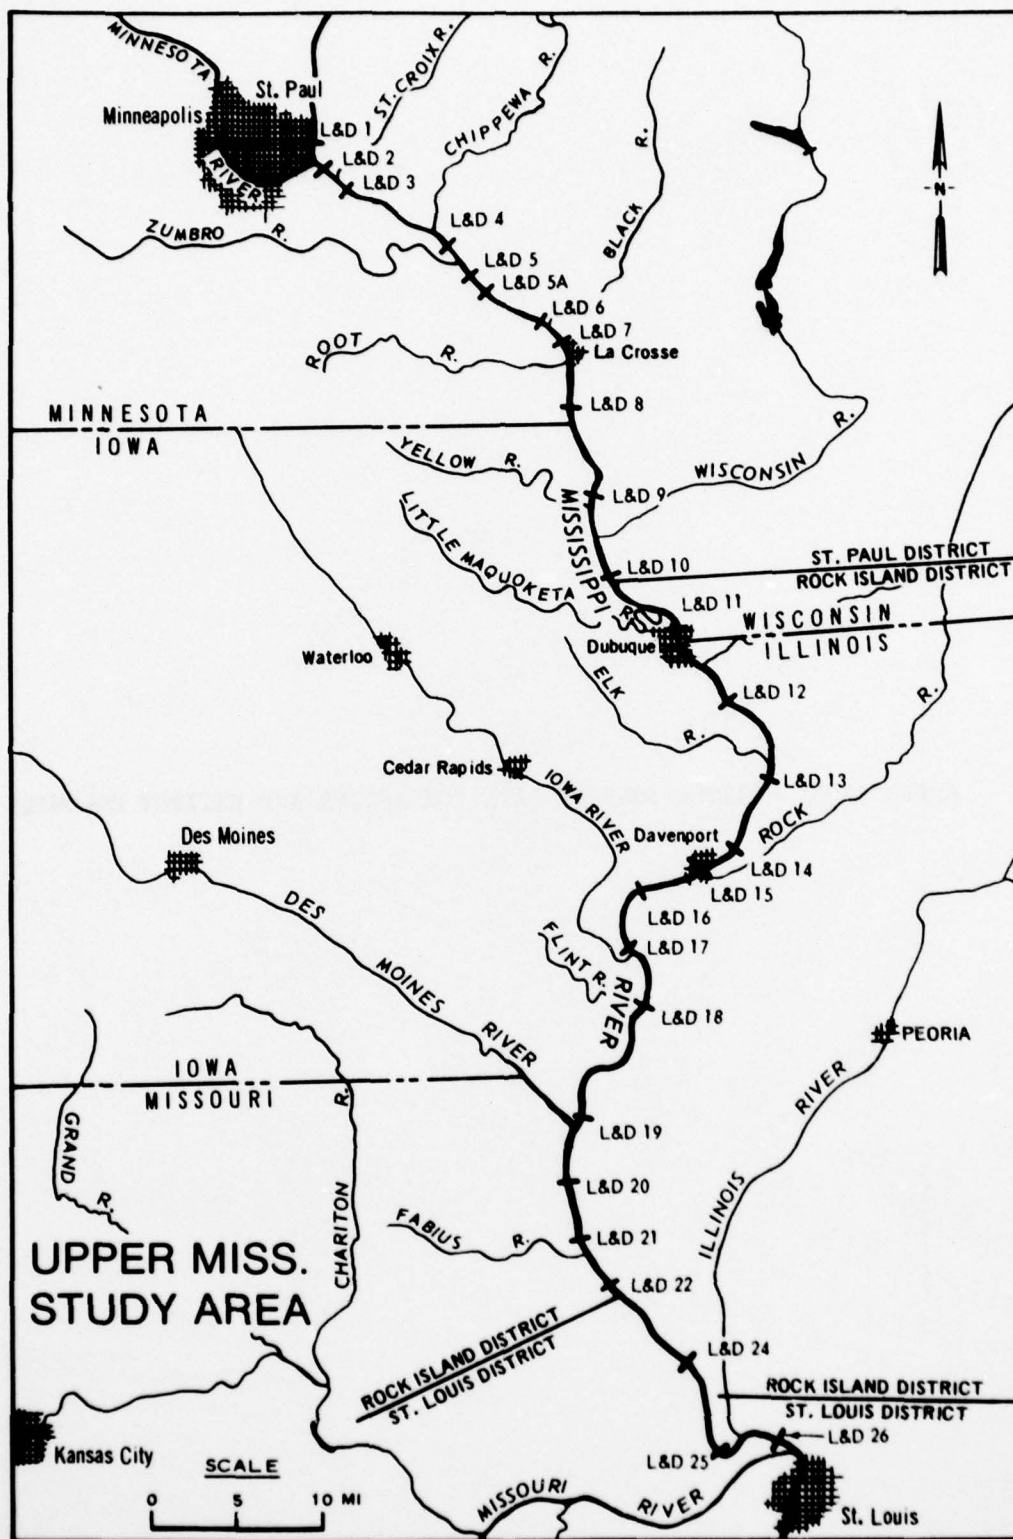 MINNESOTA
RIVER
St. Paul
Minneapolis
ST. CROIX R.
CHIPPEWA R.
BLACK R.
L&D 1
L&D 2
L&D 3
N
ZUMBRO R.
L&D 4
L&D 5
L&D 5A
L&D 6
L&D 7
La Crosse
ROOT R.
L&D 8
MINNESOTA
IOWA
YELLOW R.
WISCONSIN R.
L&D 9
MISSISSIPPI
LITTLE MAQUOKETA R.
L&D 10
ST. PAUL DISTRICT
ROCK ISLAND DISTRICT
L&D 11
WISCONSIN
ILLINOIS
Dubuque
Waterloo
ELK R.
L&D 12
Cedar Rapids
IOWA RIVER
L&D 13
ROCK R.
Davenport
Des Moines
L&D 14
L&D 15
L&D 16
DES MOINES RIVER
FLINT R.
L&D 17
RIVER
L&D 18
PEORIA
IOWA
MISSOURI
L&D 19
ILLINOIS RIVER
GRAND R.
CHARITON R.
L&D 20
FABIUS R.
L&D 21
UPPER MISS.
STUDY AREA
L&D 22
ROCK ISLAND DISTRICT
ST. LOUIS DISTRICT
L&D 24
ROCK ISLAND DISTRICT
ST. LOUIS DISTRICT
L&D 26
L&D 25
Kansas City
SCALE
0 5 10 MI
MISSOURI RIVER
St. Louis